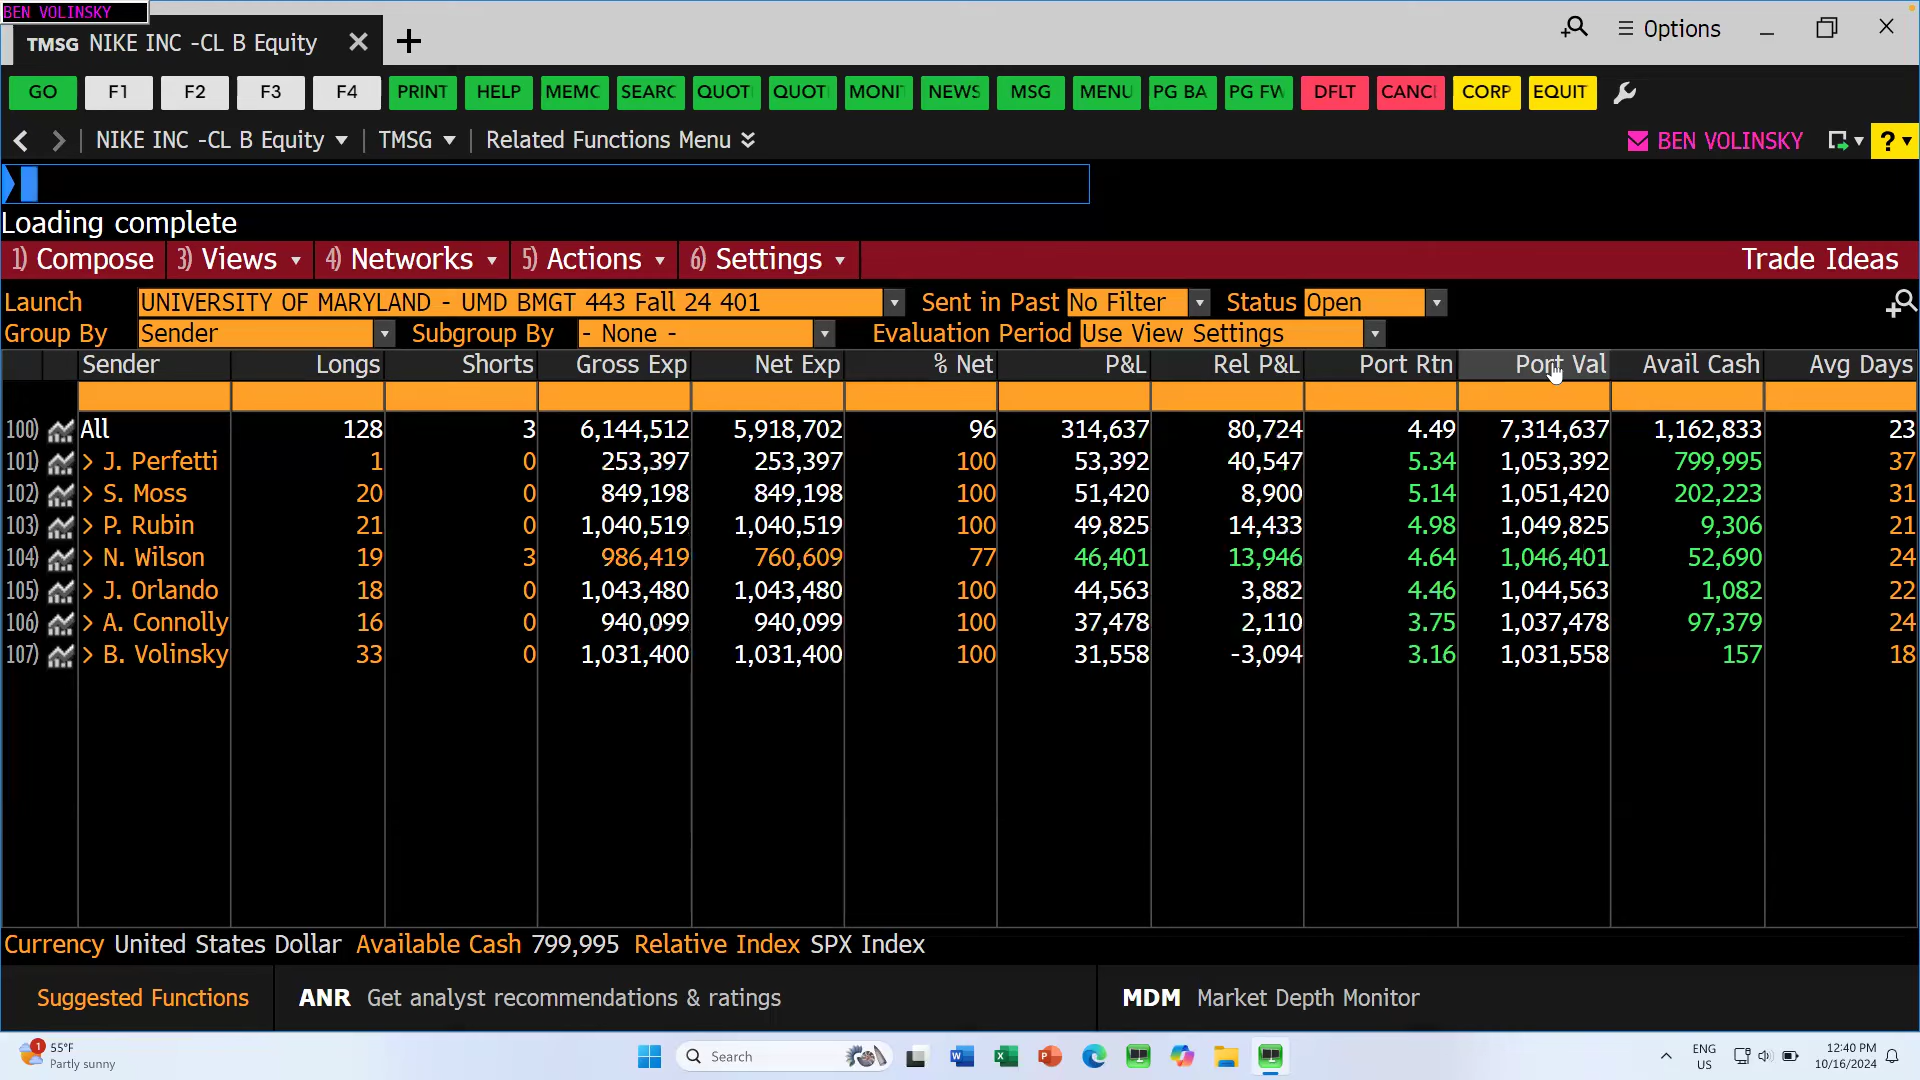 BEN VOLINSKY
TMSG NIKE INC -CL B Equity
Options
GO F1 F2 F3 F4 PRINT HELP MEMC SEARC QUOT QUOT MONI NEWS MSG MENU PG BA PG FW DFLT CANC CORP EQUIT
NIKE INC -CL B Equity TMSG Related Functions Menu BEN VOLINSKY ?
Loading complete
1) Compose 3) Views 4) Networks 5) Actions 6) Settings Trade Ideas
Launch UNIVERSITY OF MARYLAND - UMD BMGT 443 Fall 24 401 Sent in Past No Filter Status Open
Group By Sender Subgroup By - None - Evaluation Period Use View Settings
Sender Longs Shorts Gross Exp Net Exp % Net P&L Rel P&L Port Rtn Port Val Avail Cash Avg Days
100) All 128 3 6,144,512 5,918,702 96 314,637 80,724 4.49 7,314,637 1,162,833 23
101) > J. Perfetti 1 0 253,397 253,397 100 53,392 40,547 5.34 1,053,392 799,995 37
102) > S. Moss 20 0 849,198 849,198 100 51,420 8,900 5.14 1,051,420 202,223 31
103) > P. Rubin 21 0 1,040,519 1,040,519 100 49,825 14,433 4.98 1,049,825 9,306 21
104) > N. Wilson 19 3 986,419 760,609 77 46,401 13,946 4.64 1,046,401 52,690 24
105) > J. Orlando 18 0 1,043,480 1,043,480 100 44,563 3,882 4.46 1,044,563 1,082 22
106) > A. Connolly 16 0 940,099 940,099 100 37,478 2,110 3.75 1,037,478 97,379 24
107) > B. Volinsky 33 0 1,031,400 1,031,400 100 31,558 -3,094 3.16 1,031,558 157 18
Currency United States Dollar Available Cash 799,995 Relative Index SPX Index
Suggested Functions ANR Get analyst recommendations & ratings MDM Market Depth Monitor
1 55°F
Partly sunny
Search
ENG
US
12:40 PM
10/16/2024